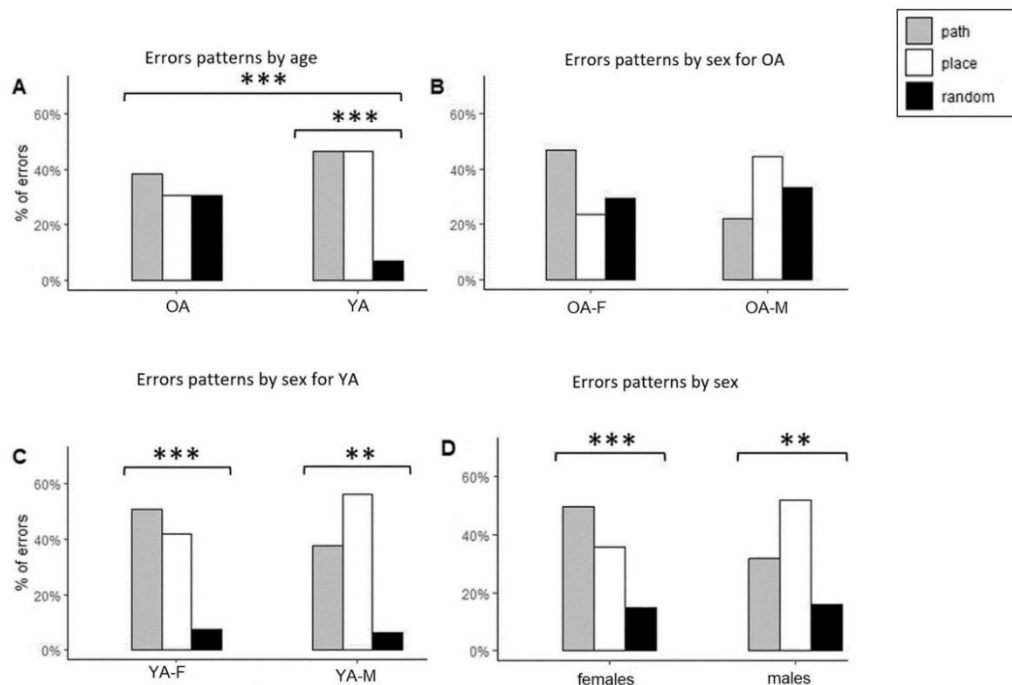 path
place
random
Errors patterns by age
A
***
***
60%
40%
20%
0%
% of errors
OA
YA
Errors patterns by sex for OA
B
60%
40%
20%
0%
OA-F
OA-M
Errors patterns by sex for YA
C
***
**
60%
40%
20%
0%
% of errors
YA-F
YA-M
Errors patterns by sex
D
***
**
60%
40%
20%
0%
females
males